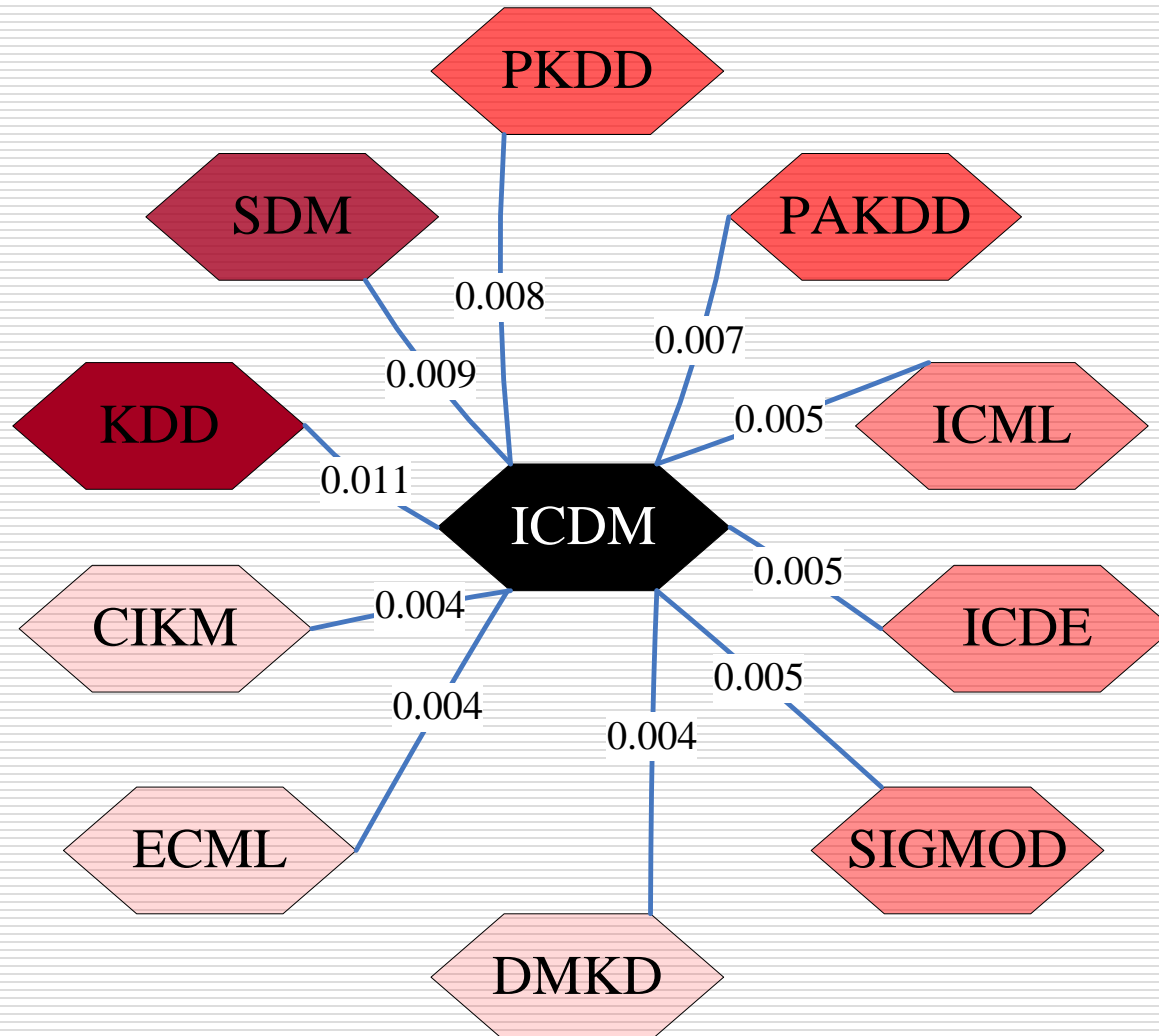 PKDD
SDM
PAKDD
0.008
0.007
0.009
0.005
KDD
ICML
0.011
ICDM
0.005
0.004
CIKM
ICDE
0.005
0.004
0.004
ECML
SIGMOD
DMKD